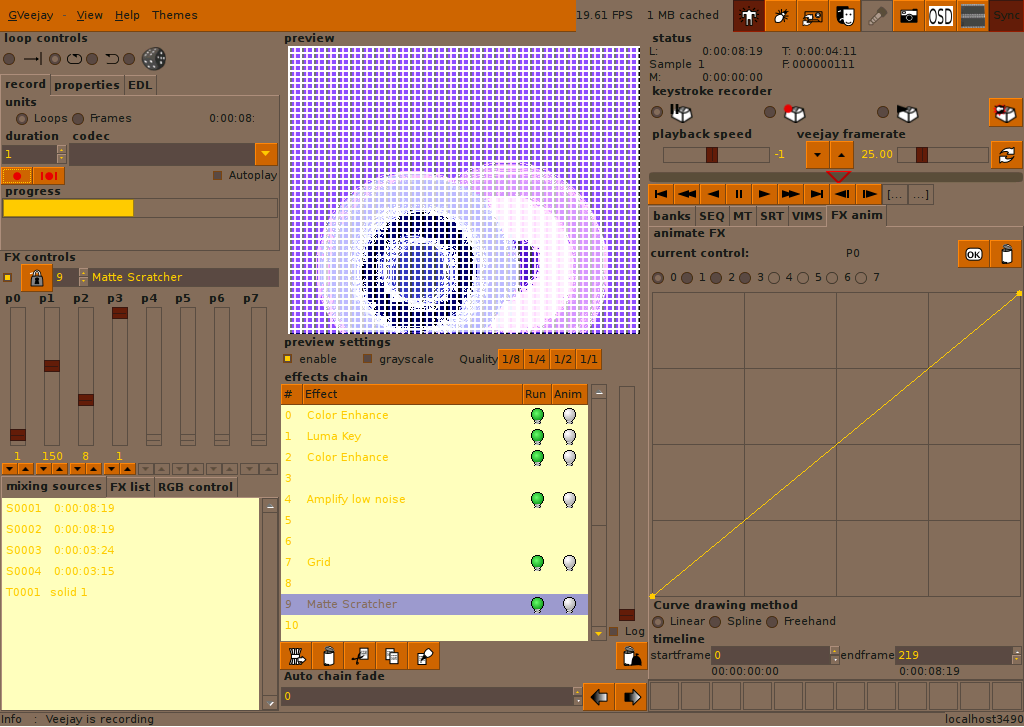 GVeejay · View Help Themes
19.61 FPS 1 MB cached
OSD
Sync
loop controls
record properties EDL
units
Loops Frames 0:00:08:
duration codec
1
Autoplay
progress
FX controls
9 Matte Scratcher
p0 p1 p2 p3 p4 p5 p6 p7
1 150 8 1
mixing sources FX list RGB control
S0001 0:00:08:19
S0002 0:00:08:19
S0003 0:00:03:24
S0004 0:00:03:15
T0001 solid 1
preview
preview settings
enable grayscale Quality 1/8 1/4 1/2 1/1
effects chain
# Effect Run Anim
0 Color Enhance
1 Luma Key
2 Color Enhance
3
4 Amplify low noise
5
6
7 Grid
8
9 Matte Scratcher
10
Log
Auto chain fade
0
status
L: 0:00:08:19 T: 0:00:04:11
Sample 1 F:000000111
M: 0:00:00:00
keystroke recorder
playback speed veejay framerate
-1 25.00
[... ...]
banks SEQ MT SRT VIMS FX anim
animate FX
current control: P0
OK
0 1 2 3 4 5 6 7
Curve drawing method
Linear Spline Freehand
timeline
startframe 0 endframe 219
00:00:00:00 0:00:08:19
Info : Veejay is recording
localhost3490